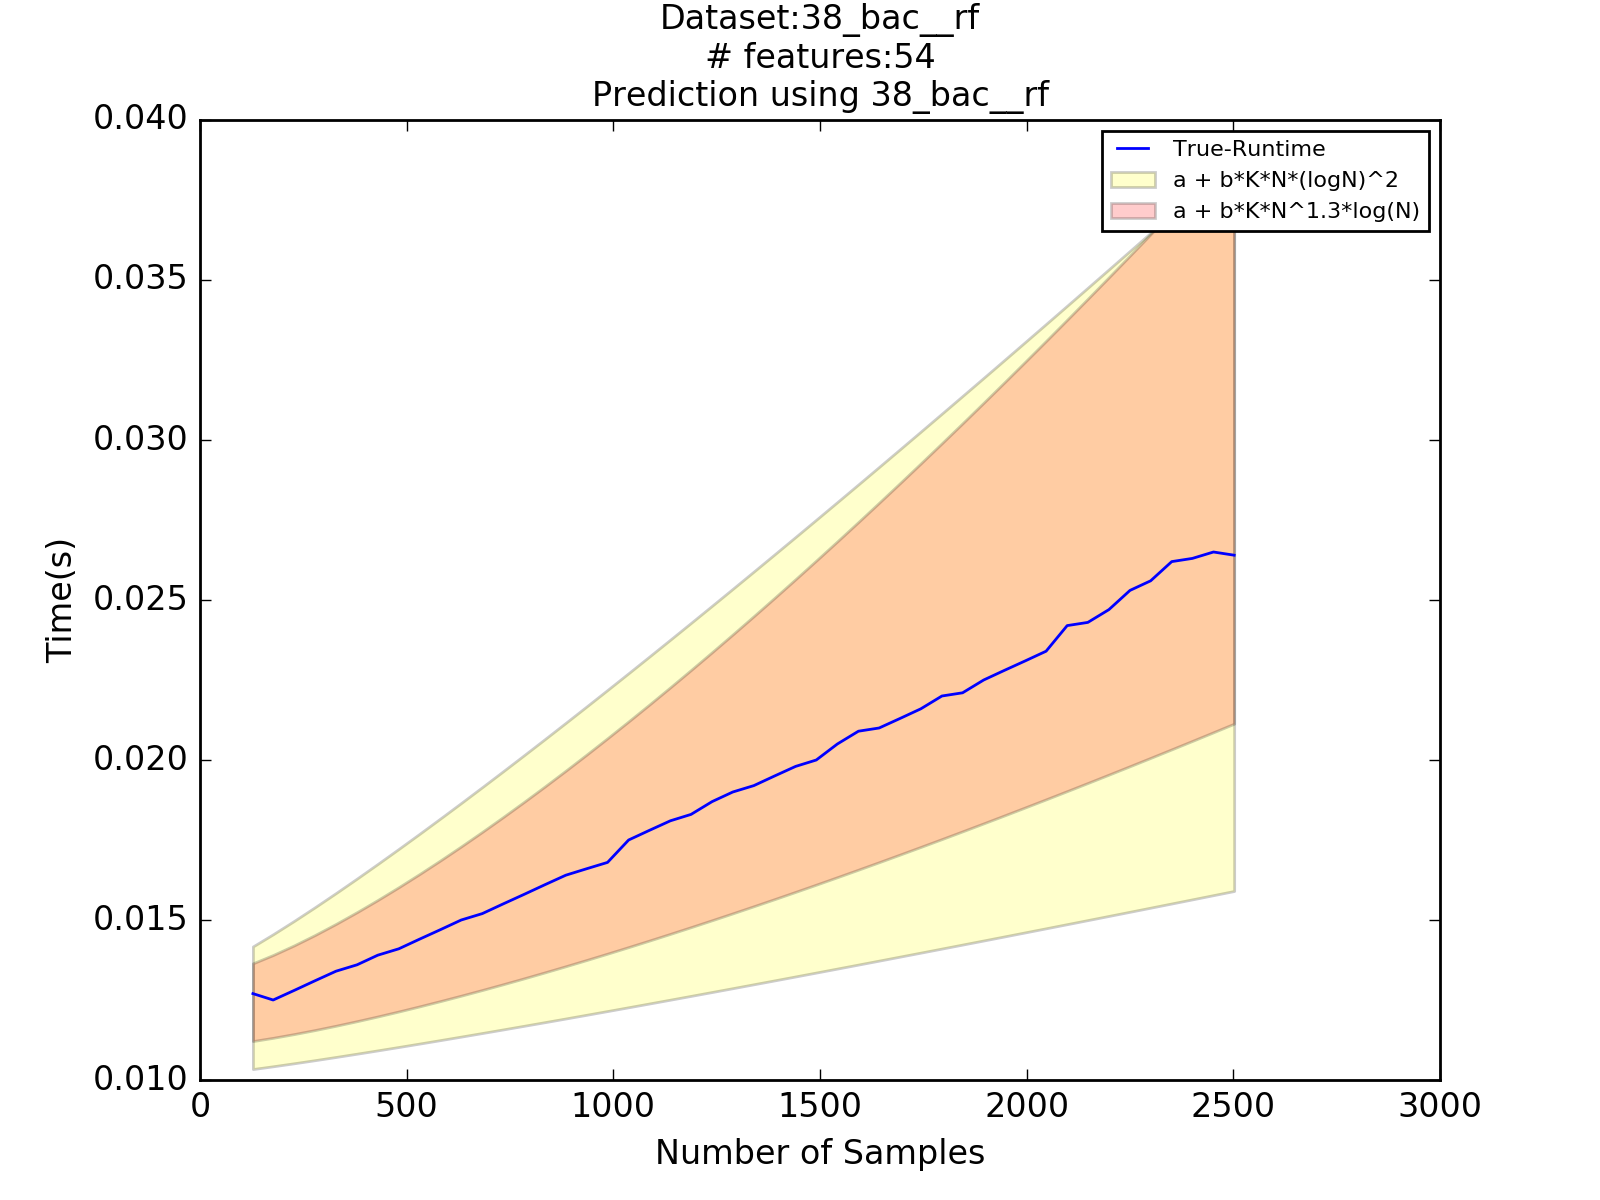 Dataset:38_bac__rf
# features:54
Prediction using 38_bac__rf
0.040
0.035
0.030
0.025
0.020
0.015
0.010
Time(s)
True-Runtime
a + b*K*N*(logN)^2
a + b*K*N^1.3*log(N)
0 500 1000 1500 2000 2500 3000
Number of Samples